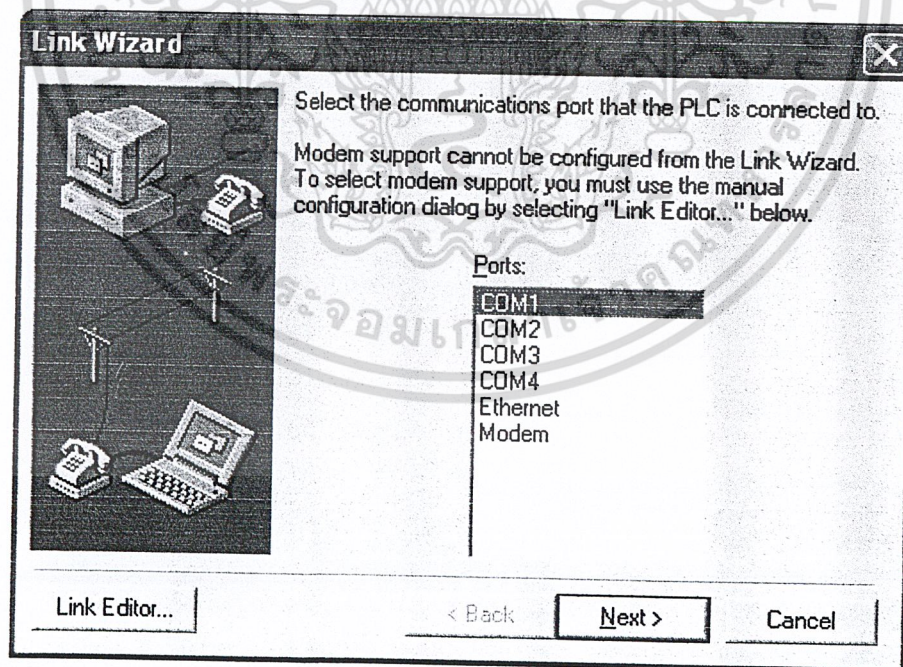 Link Wizard
Select the communications port that the PLC is connected to.
Modem support cannot be configured from the Link Wizard.
To select modem support, you must use the manual
configuration dialog by selecting "Link Editor..." below.
Ports:
COM1
COM2
COM3
COM4
Ethernet
Modem
Link Editor...
< Back
Next >
Cancel